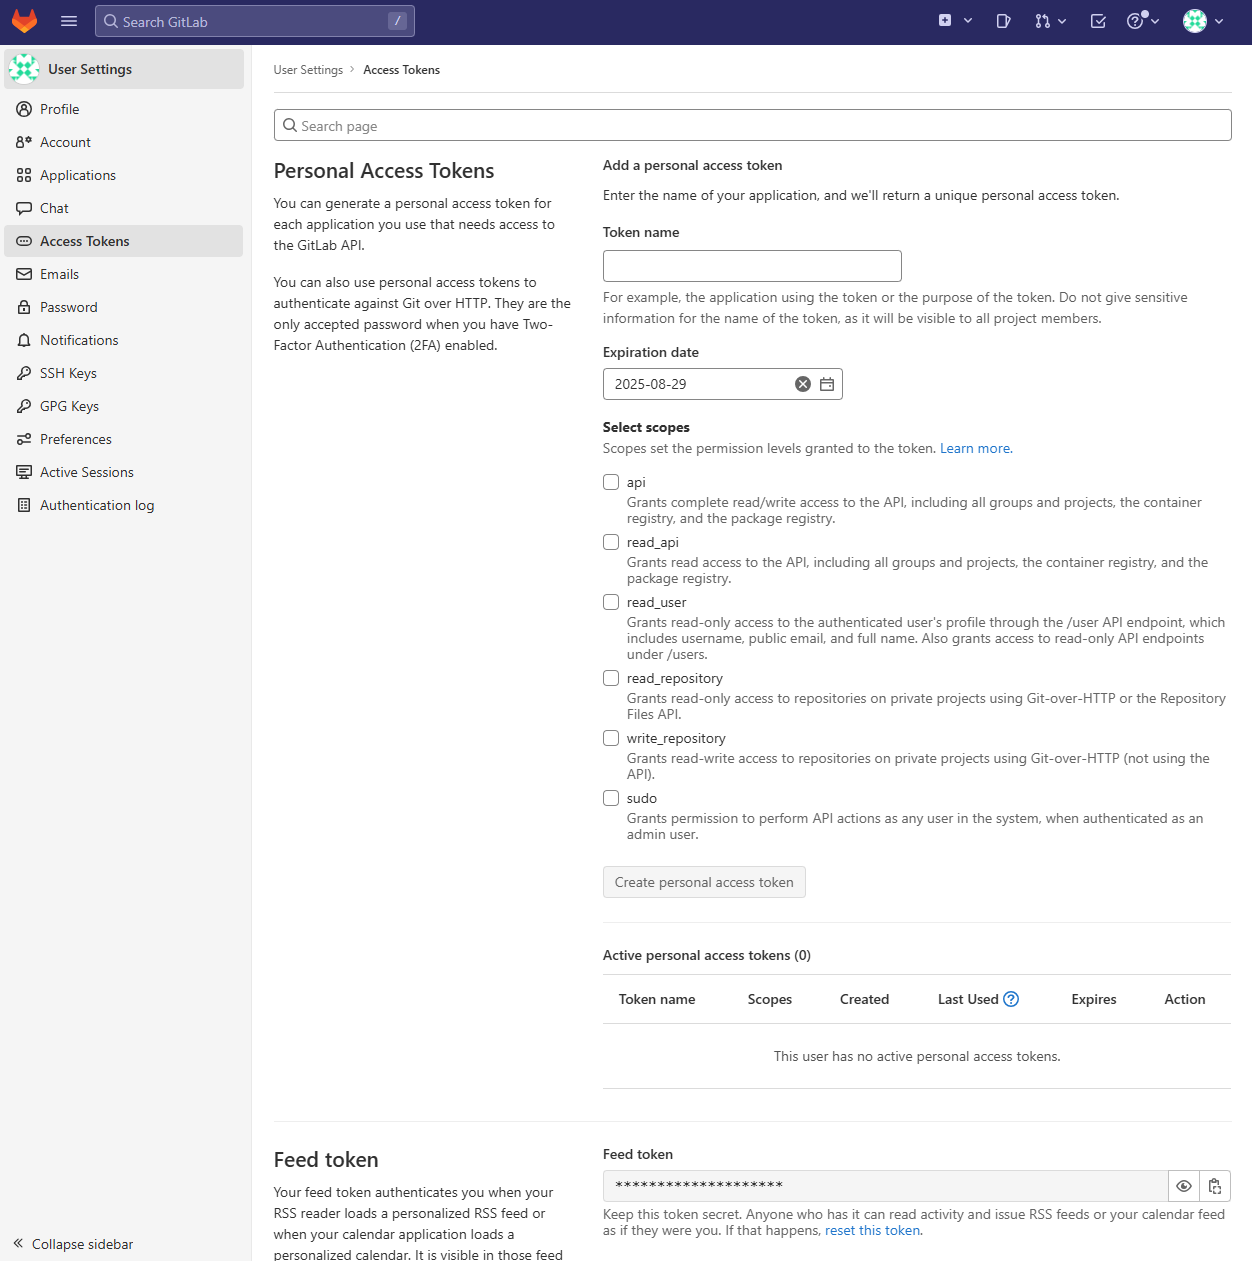 Search GitLab
/
User Settings
Profile
Account
Applications
Chat
Access Tokens
Emails
Password
Notifications
SSH Keys
GPG Keys
Preferences
Active Sessions
Authentication log
Collapse sidebar
User Settings
Access Tokens
Search page
Personal Access Tokens
You can generate a personal access token for
each application you use that needs access to
the GitLab API.
You can also use personal access tokens to
authenticate against Git over HTTP. They are the
only accepted password when you have Two-
Factor Authentication (2FA) enabled.
Add a personal access token
Enter the name of your application, and we'll return a unique personal access token.
Token name
For example, the application using the token or the purpose of the token. Do not give sensitive
information for the name of the token, as it will be visible to all project members.
Expiration date
2025-08-29
Select scopes
Scopes set the permission levels granted to the token. Learn more.
api
Grants complete read/write access to the API, including all groups and projects, the container
registry, and the package registry.
read_api
Grants read access to the API, including all groups and projects, the container registry, and the
package registry.
read_user
Grants read-only access to the authenticated user's profile through the /user API endpoint, which
includes username, public email, and full name. Also grants access to read-only API endpoints
under /users.
read_repository
Grants read-only access to repositories on private projects using Git-over-HTTP or the Repository
Files API.
write_repository
Grants read-write access to repositories on private projects using Git-over-HTTP (not using the
API).
sudo
Grants permission to perform API actions as any user in the system, when authenticated as an
admin user.
Create personal access token
Active personal access tokens (0)
Token name Scopes Created Last Used Expires Action
This user has no active personal access tokens.
Feed token
Your feed token authenticates you when your
RSS reader loads a personalized RSS feed or
when your calendar application loads a
personalized calendar. It is visible in those feed
Feed token
********************
Keep this token secret. Anyone who has it can read activity and issue RSS feeds or your calendar feed
as if they were you. If that happens, reset this token.